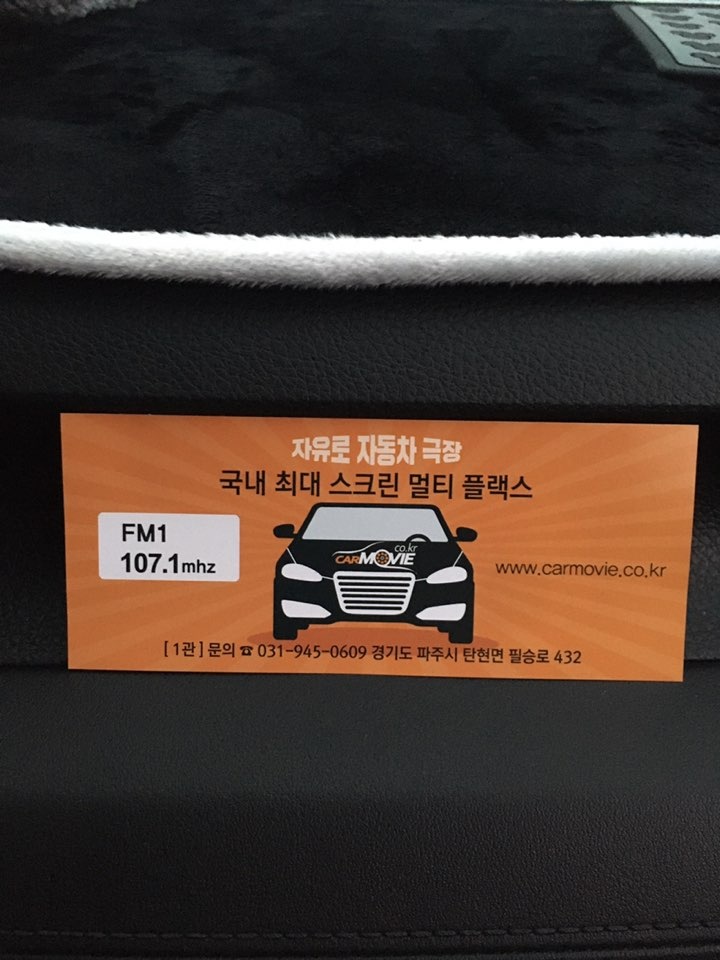 자유로 자동차 극장
국내 최대 스크린 멀티 플랙스
FM1
107.1mhz
co.kr
CARMOVIE
www.carmovie.co.kr
[ 1관 ] 문의 ☎ 031-945-0609 경기도 파주시 탄현면 필승로 432